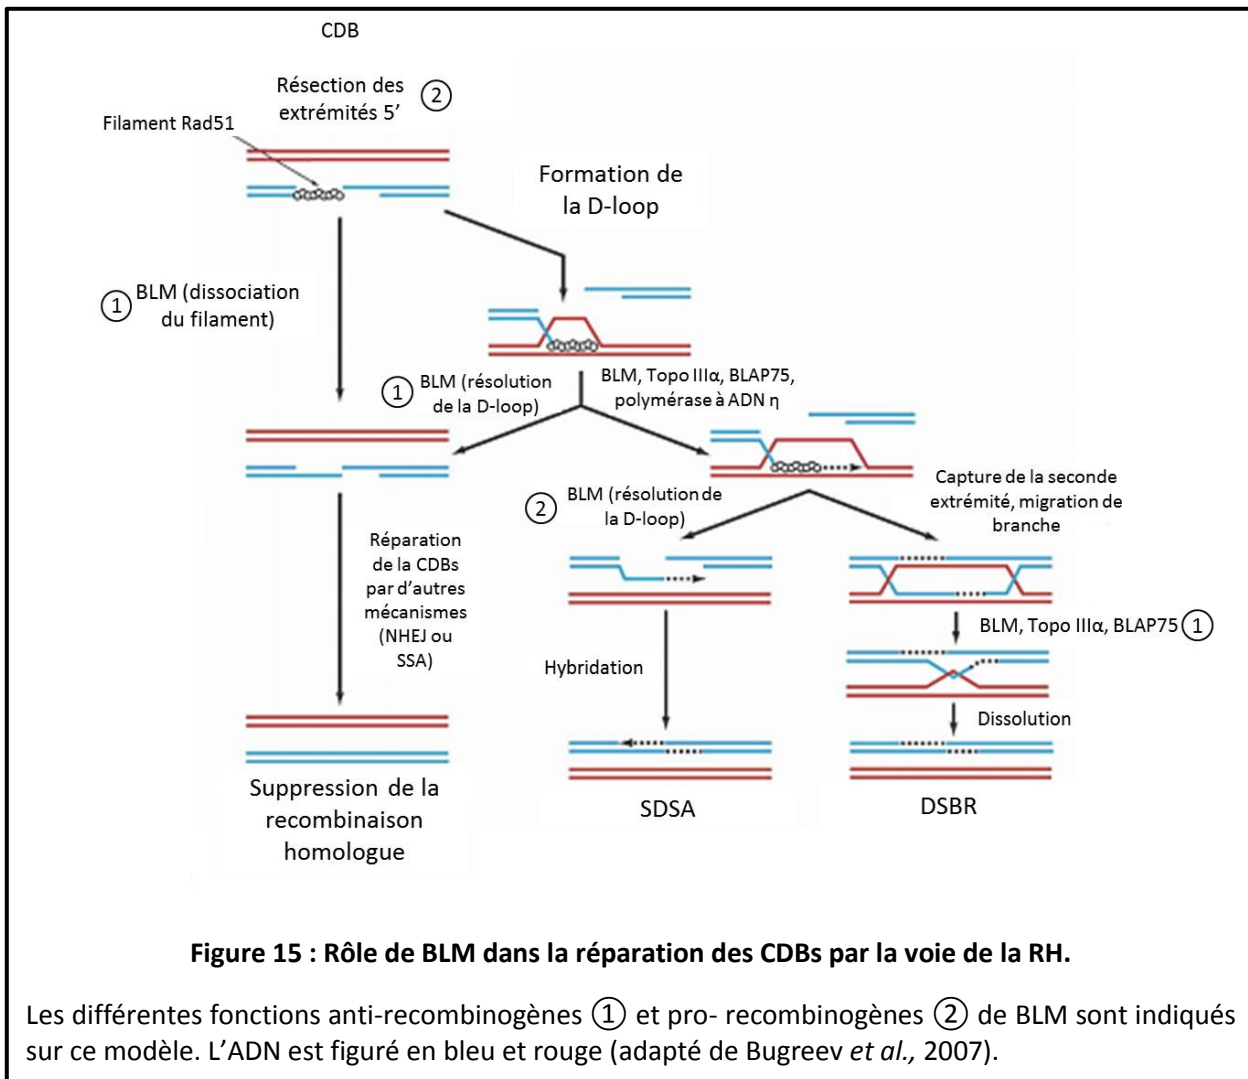 CDB
Résection des
extrémités 5’
②
Filament Rad51
Formation de
la D-loop
① BLM (dissociation
du filament)
① BLM (résolution
de la D-loop)
BLM, Topo IIIα, BLAP75,
polymérase à ADN η
② BLM (résolution de
la D-loop)
Capture de la seconde
extrémité, migration de
branche
Réparation
de la CDBs
par d’autres
mécanismes
(NHEJ ou
SSA)
BLM, Topo IIIα, BLAP75 ①
Hybridation
Dissolution
Suppression de la
recombinaison
homologue
SDSA
DSBR
Figure 15 : Rôle de BLM dans la réparation des CDBs par la voie de la RH.
Les différentes fonctions anti-recombinogènes ① et pro- recombinogènes ② de BLM sont indiqués
sur ce modèle. L’ADN est figuré en bleu et rouge (adapté de Bugreev et al., 2007).